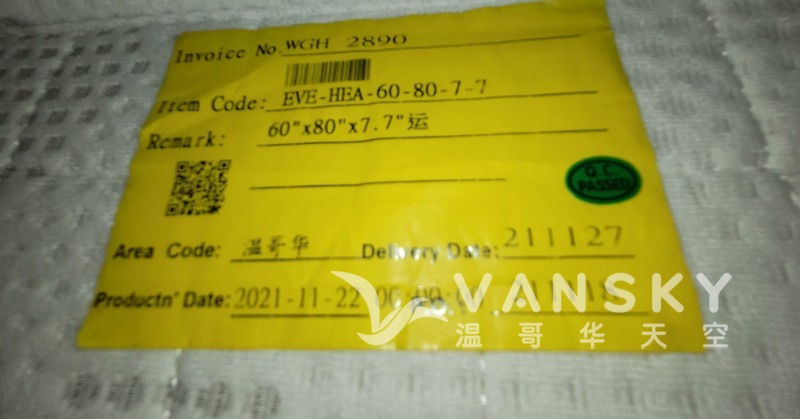 Invoice No. WGH 2890
Item Code: EVE-HEA-60-80-7-7
Remark: 60"x80"x7.7"运
Q.C.
PASSED
Area Code: 温哥华 Delivery Date: 211127
Productn' Date: 2021-11-22
VANSKY
温哥华天空